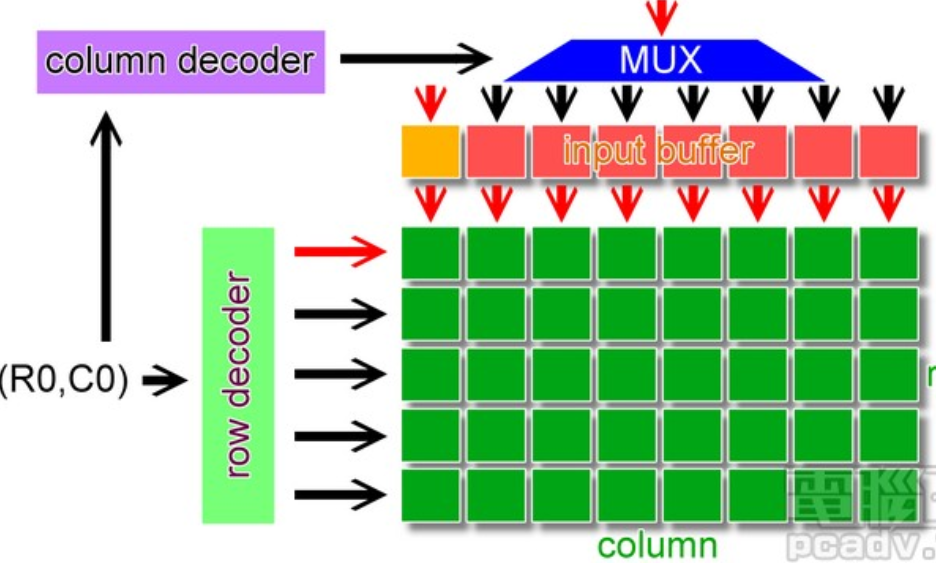 MUX
column decoder
input buffer
row decoder
(R0,C0)
r
column
電腦
pcadv.